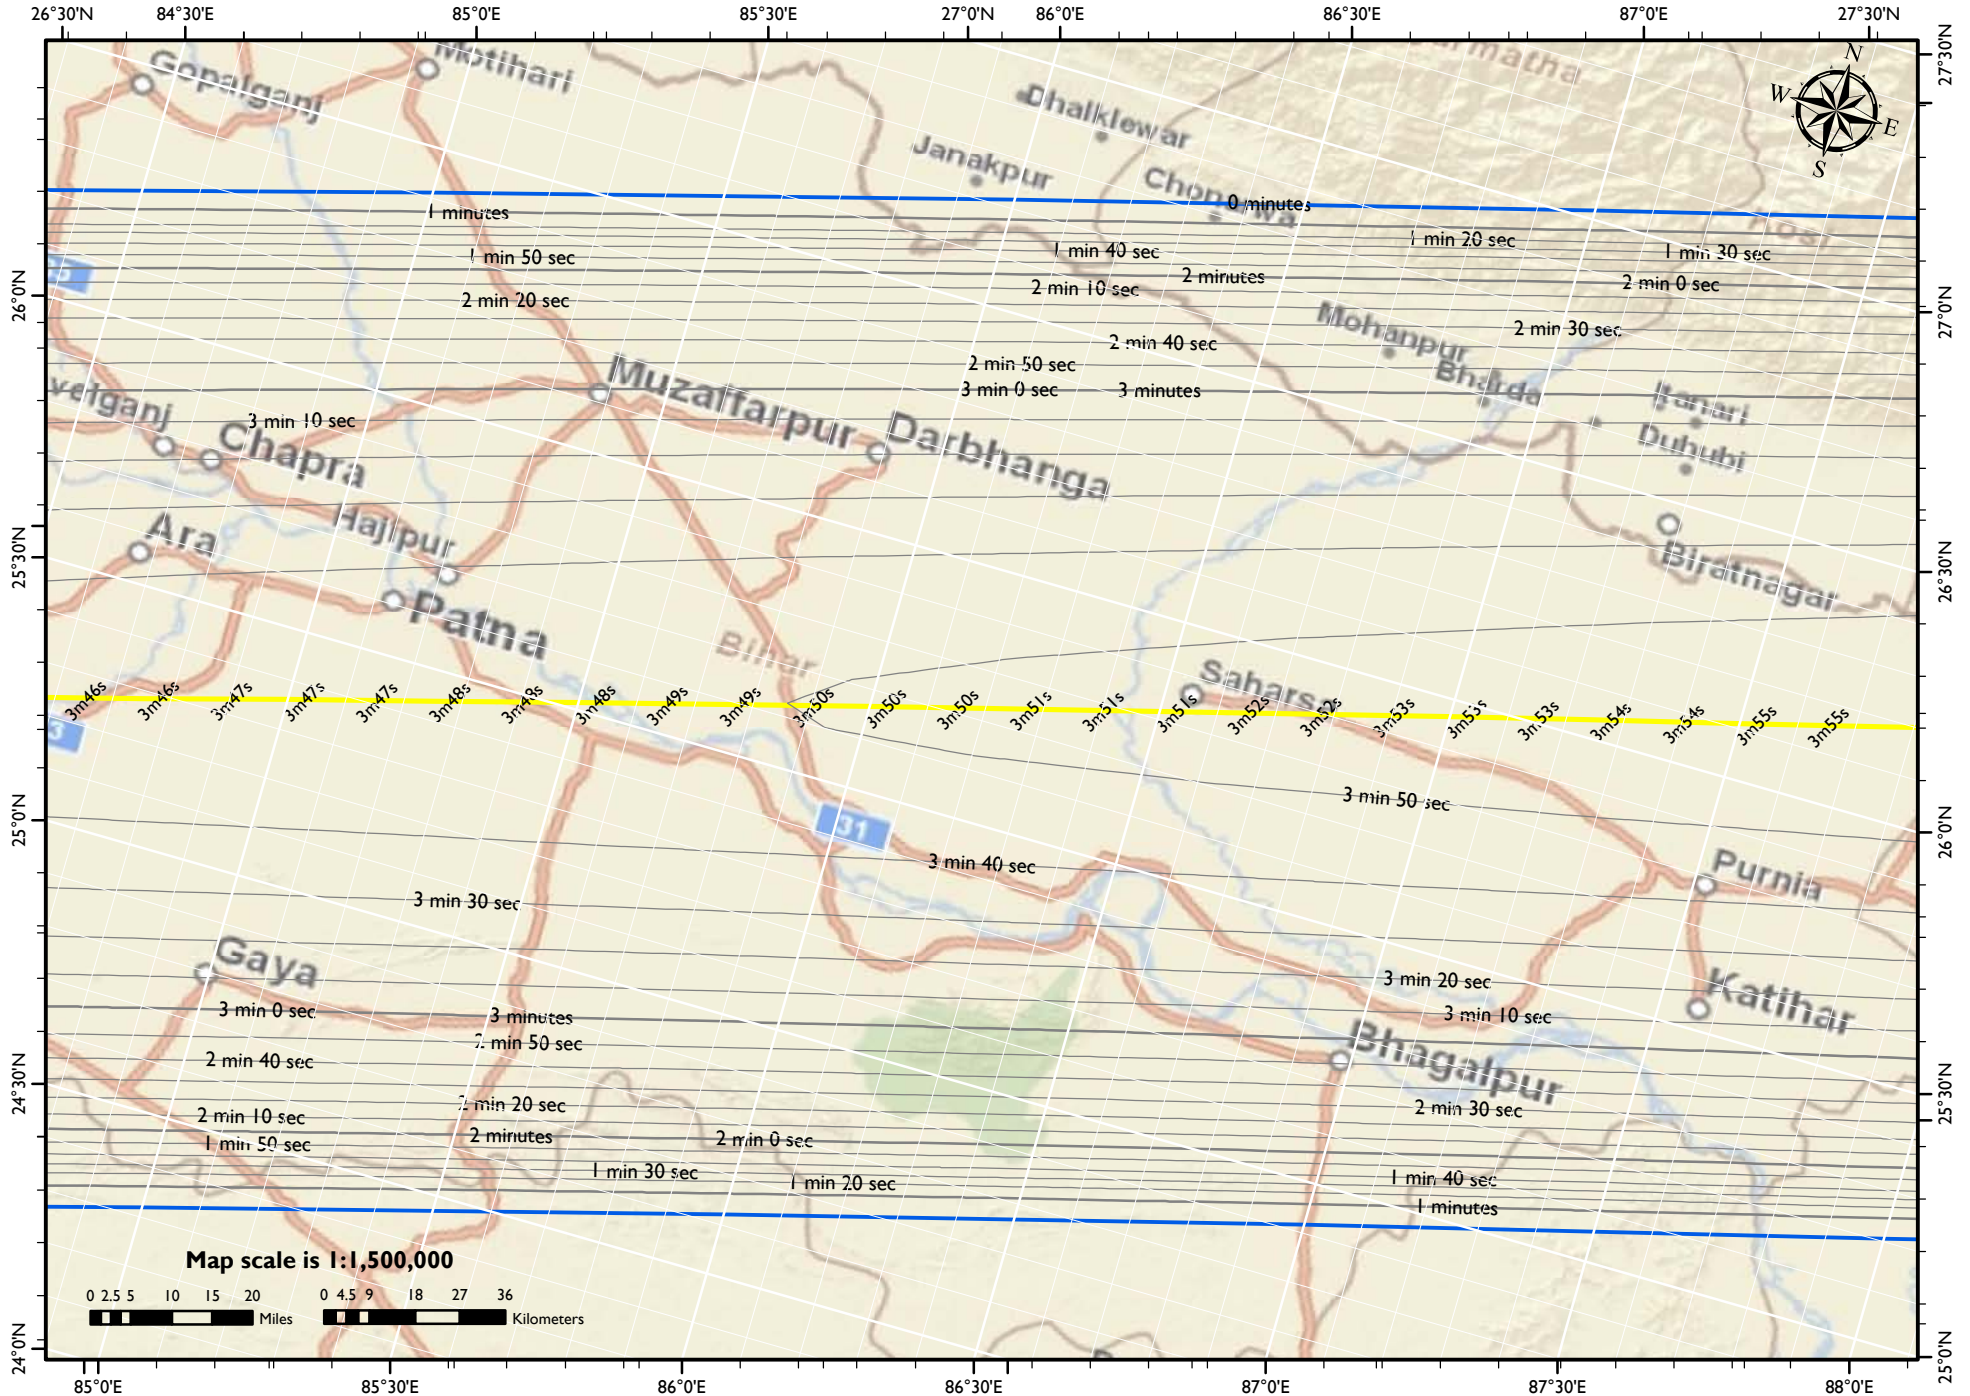 26°30'N 84°30'E 85°0'E 85°30'E 27°0'N 86°0'E 86°30'E 87°0'E 27°30'N
27°30'N
N
W
E
S
Gopalganj
Motihari
Dhalklewar
Janakpur
0 minutes
1 minutes
1 min 20 sec
1 min 40 sec
1 min 30 sec
1 min 50 sec
2 minutes
2 min 0 sec
2 min 10 sec
2 min 20 sec
26°0'N
27°0'N
Mohanpur
2 min 30 sec
2 min 40 sec
2 min 50 sec
Bharda
3 min 0 sec
3 minutes
Muzaffarpur
3 min 10 sec
Chapra
Darbhanga
Duhubi
Ara
Hajipur
25°30'N
26°30'N
Biratnagar
Patna
Bihar
Saharsa
3m46s 3m46s 3m47s 3m47s 3m47s 3m48s 3m48s 3m48s 3m49s 3m49s 3m50s 3m50s 3m50s 3m51s 3m51s 3m51s 3m52s 3m52s 3m53s 3m53s 3m53s 3m54s 3m54s 3m55s 3m55s
3 min 50 sec
25°0'N
26°0'N
31
3 min 40 sec
Purnia
3 min 30 sec
Gaya
3 min 20 sec
Katihar
3 min 0 sec
3 minutes
3 min 10 sec
2 min 50 sec
Bhagalpur
2 min 40 sec
24°30'N
25°30'N
2 min 20 sec
2 min 30 sec
2 min 10 sec
2 minutes
2 min 0 sec
1 min 50 sec
1 min 30 sec
1 min 20 sec
1 min 40 sec
1 minutes
Map scale is 1:1,500,000
0 2.5 5 10 15 20
Miles
0 4.5 9 18 27 36
Kilometers
24°0'N
25°0'N
85°0'E 85°30'E 86°0'E 86°30'E 87°0'E 87°30'E 88°0'E